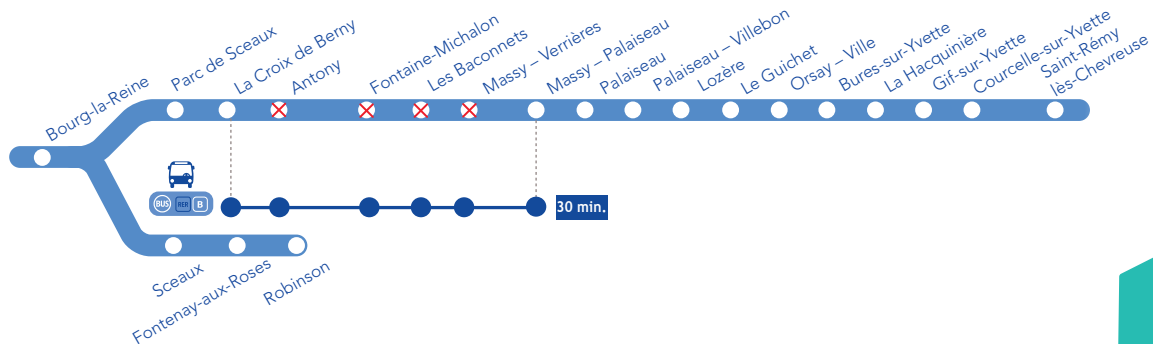 Bourg-la-Reine
Parc de Sceaux
La Croix de Berny
Antony
Fontaine-Michalon
Les Baconnets
Massy – Verrières
Massy – Palaiseau
Palaiseau
Palaiseau – Villebon
Lozère
Le Guichet
Orsay – Ville
Bures-sur-Yvette
La Hacquinière
Gif-sur-Yvette
Courcelle-sur-Yvette
Saint-Rémy
lès-Chevreuse
BUS RER B
30 min.
Sceaux
Fontenay-aux-Roses
Robinson